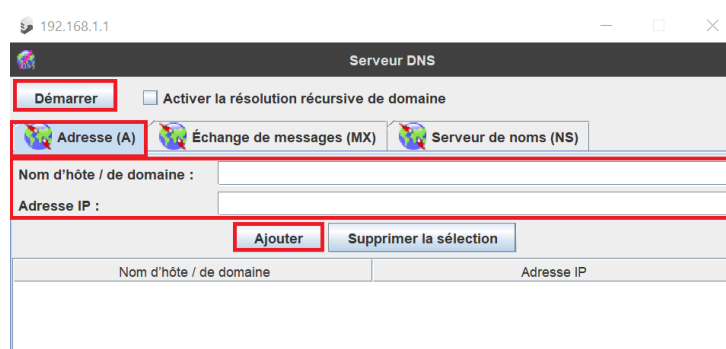 192.168.1.1
Serveur DNS
Démarrer Activer la résolution récursive de domaine
Adresse (A) Échange de messages (MX) Serveur de noms (NS)
Nom d'hôte / de domaine :
Adresse IP :
Ajouter Supprimer la sélection
Nom d'hôte / de domaine Adresse IP